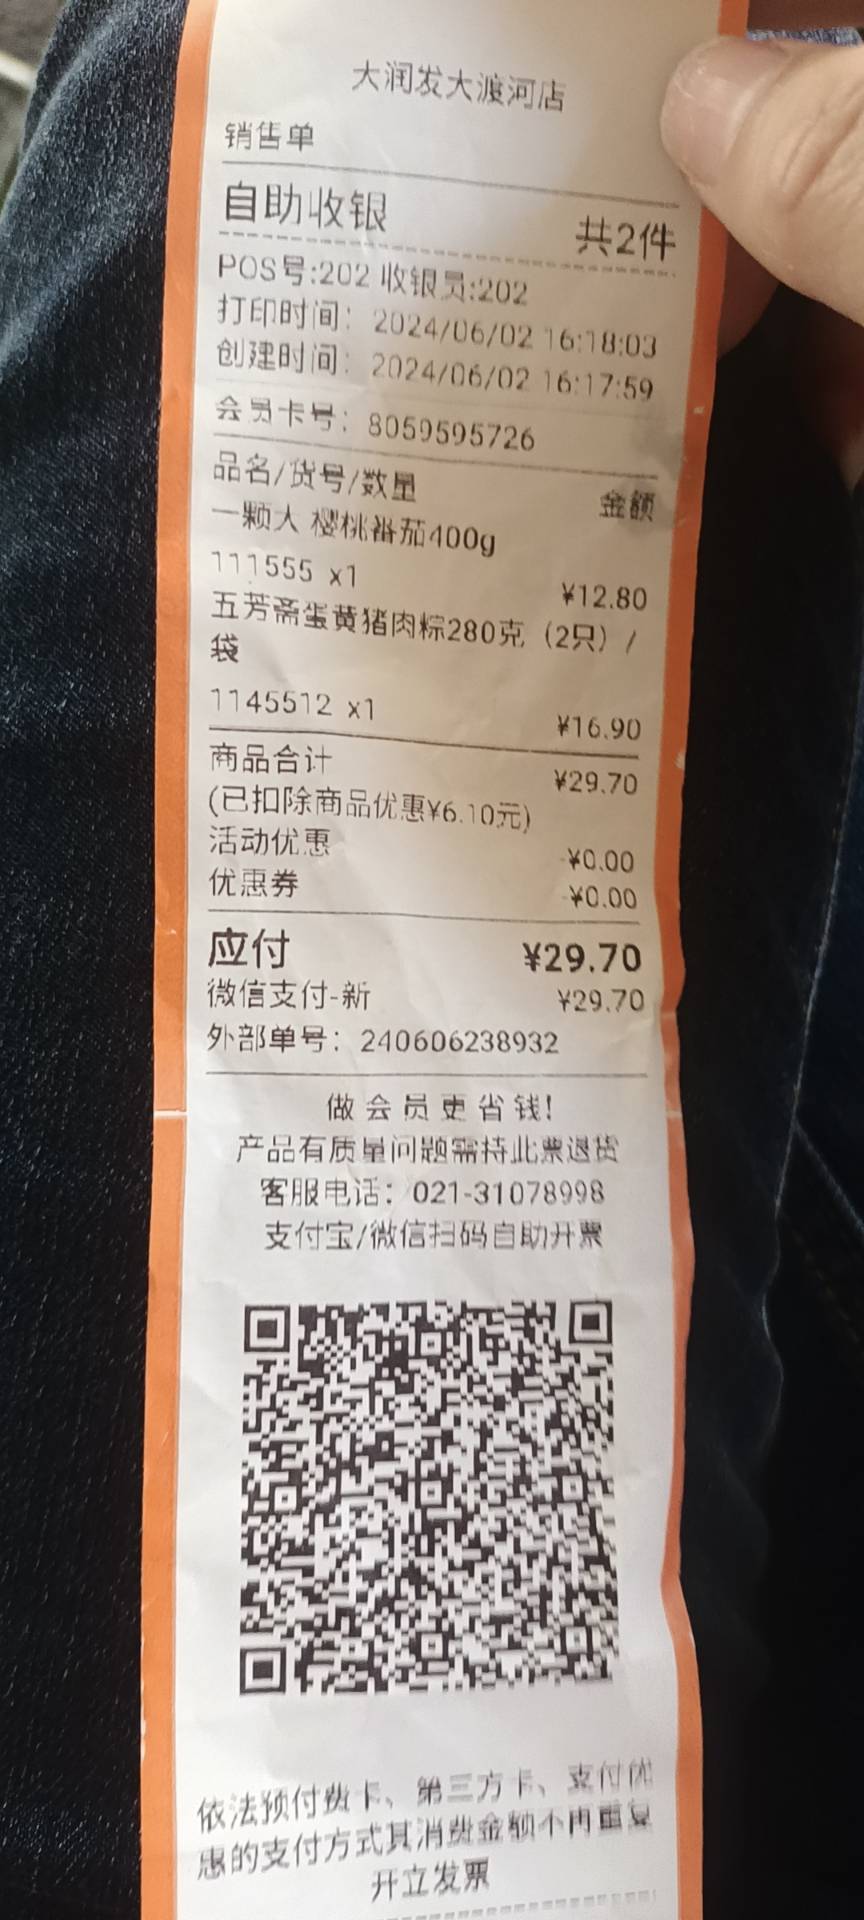 大润发大渡河店
销售单
自助收银 共2件
POS号:202 收银员:202
打印时间: 2024/06/02 16:18:03
创建时间: 2024/06/02 16:17:59
会员卡号: 8059595726
品名/货号/数量 金额
一颗大 樱桃番茄400g
111555 x1 ¥12.80
五芳斋蛋黄猪肉粽280克（2只）/
袋
1145512 x1 ¥16.90
商品合计 ¥29.70
(已扣除商品优惠¥6.10元)
活动优惠 -¥0.00
优惠券 -¥0.00
应付 ¥29.70
微信支付-新 ¥29.70
外部单号: 240606238932
做会员更省钱!
产品有质量问题需持此票退货
客服电话: 021-31078998
支付宝/微信扫码自助开票
依法预付费卡、第三方卡、支付优
惠的支付方式其消费金额不再重复
开立发票